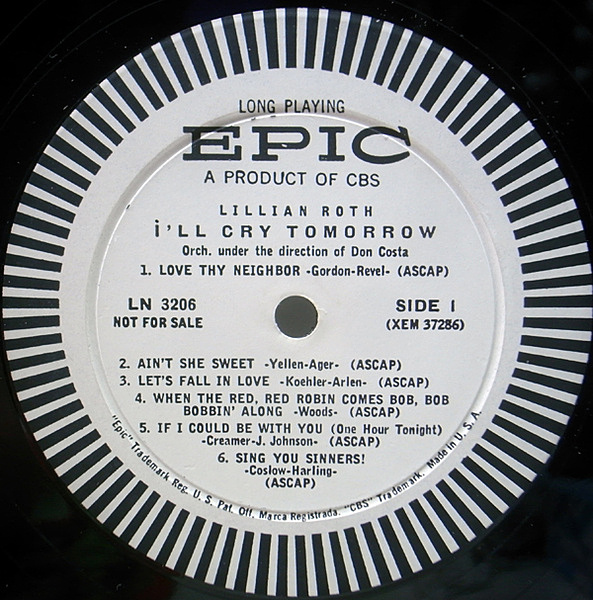 LONG PLAYING
EPIC
A PRODUCT OF CBS
LILLIAN ROTH
i'LL CRY TOMORROW
Orch. under the direction of Don Costa
1. LOVE THY NEIGHBOR -Gordon-Revel- (ASCAP)
LN 3206
NOT FOR SALE
SIDE I
(XEM 37286)
2. AIN'T SHE SWEET -Yellen-Ager- (ASCAP)
3. LET'S FALL IN LOVE -Koehler-Arlen- (ASCAP)
4. WHEN THE RED, RED ROBIN COMES BOB, BOB
BOBBIN' ALONG -Woods- (ASCAP)
5. IF I COULD BE WITH YOU (One Hour Tonight)
-Creamer-J. Johnson- (ASCAP)
6. SING YOU SINNERS!
-Coslow-Harling-
(ASCAP)
"Epic" Trademark Reg. U. S. Pat. Off. Marca Registrada. "CBS" Trademark. Made in U. S. A.